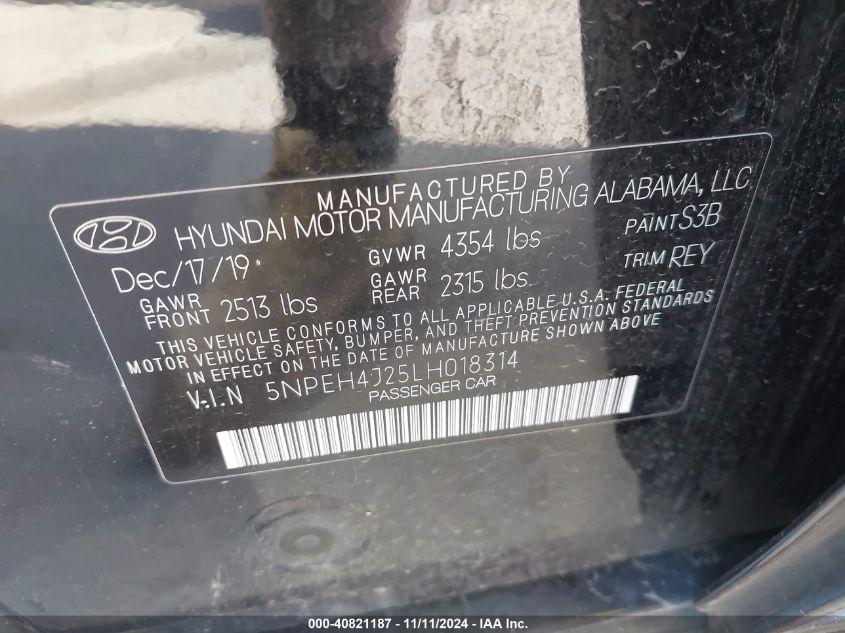 MANUFACTURED BY
HYUNDAI MOTOR MANUFACTURING ALABAMA, LLC
Dec/17/19 GVWR 4354 lbs PAINT S3B
GAWR FRONT 2513 lbs GAWR REAR 2315 lbs TRIM REY
THIS VEHICLE CONFORMS TO ALL APPLICABLE U.S.A. FEDERAL
MOTOR VEHICLE SAFETY, BUMPER, AND THEFT PREVENTION STANDARDS
IN EFFECT ON THE DATE OF MANUFACTURE SHOWN ABOVE
V.I.N 5NPEH4J25LH018314
PASSENGER CAR
000-40821187 - 11/11/2024 - IAA Inc.